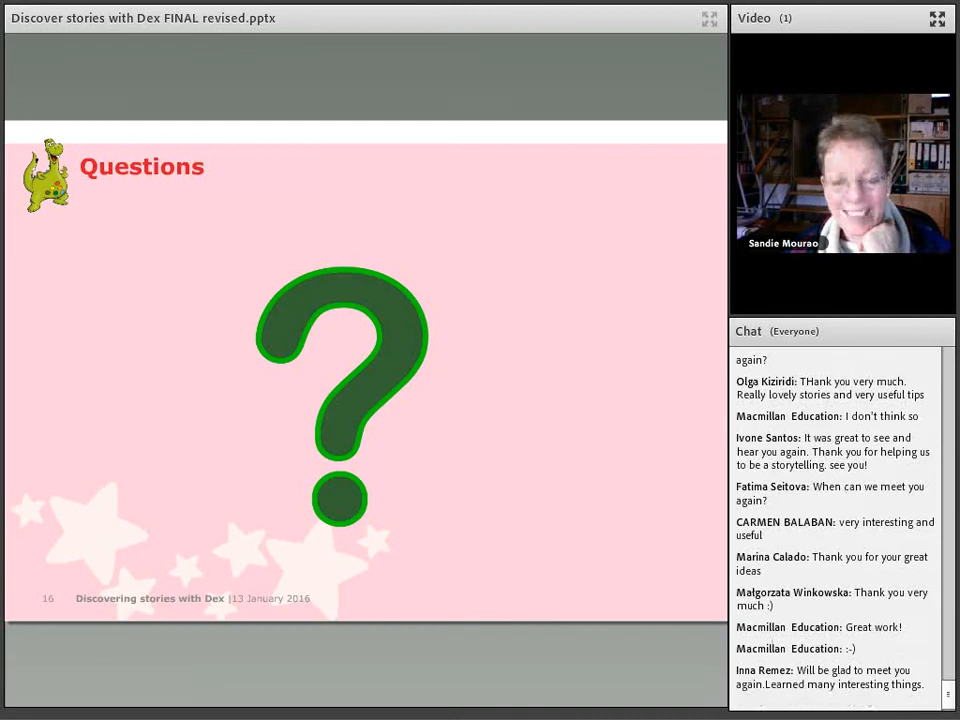 Discover stories with Dex FINAL revised.pptx
Questions
16 Discovering stories with Dex |13 January 2016
Video (1)
Sandie Mourao
Chat (Everyone)
again?
Olga Kiziridi: THank you very much.
Really lovely stories and very useful tips
Macmillan Education: I don't think so
Ivone Santos: It was great to see and
hear you again. Thank you for helping us
to be a storytelling. see you!
Fatima Seitova: When can we meet you
again?
CARMEN BALABAN: very interesting and
useful
Marina Calado: Thank you for your great
ideas
Małgorzata Winkowska: Thank you very
much :)
Macmillan Education: Great work!
Macmillan Education: :-)
Inna Remez: Will be glad to meet you
again.Learned many interesting things.